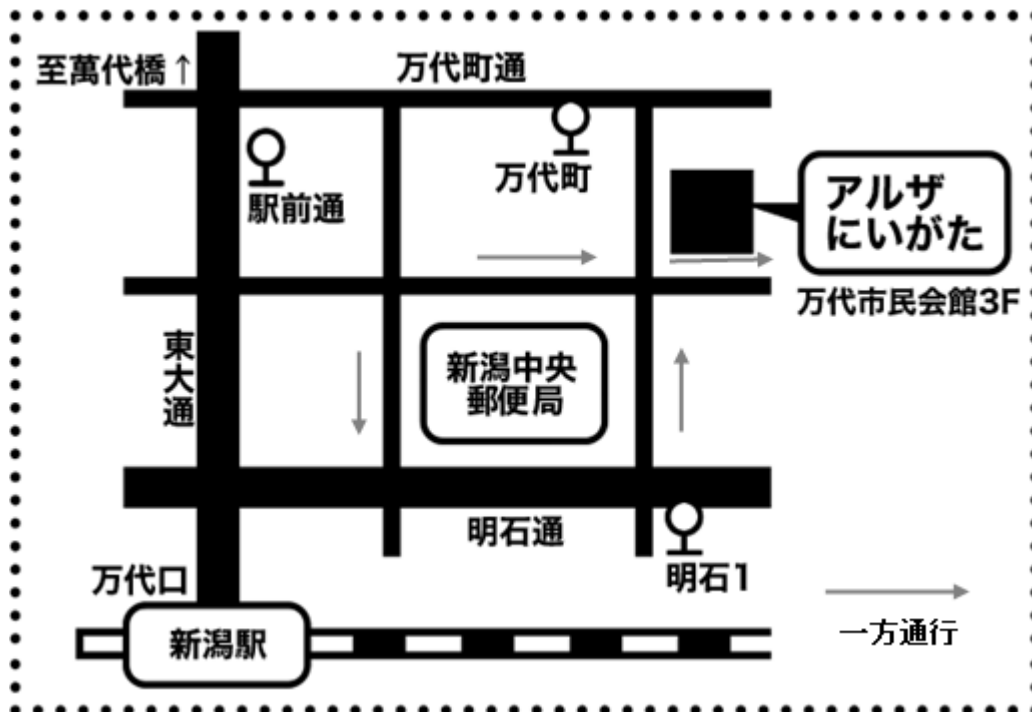 至萬代橋↑
万代町通
駅前通
万代町
アルザ
にいがた
万代市民会館3F
東大通
新潟中央
郵便局
明石通
明石1
万代口
新潟駅
一方通行